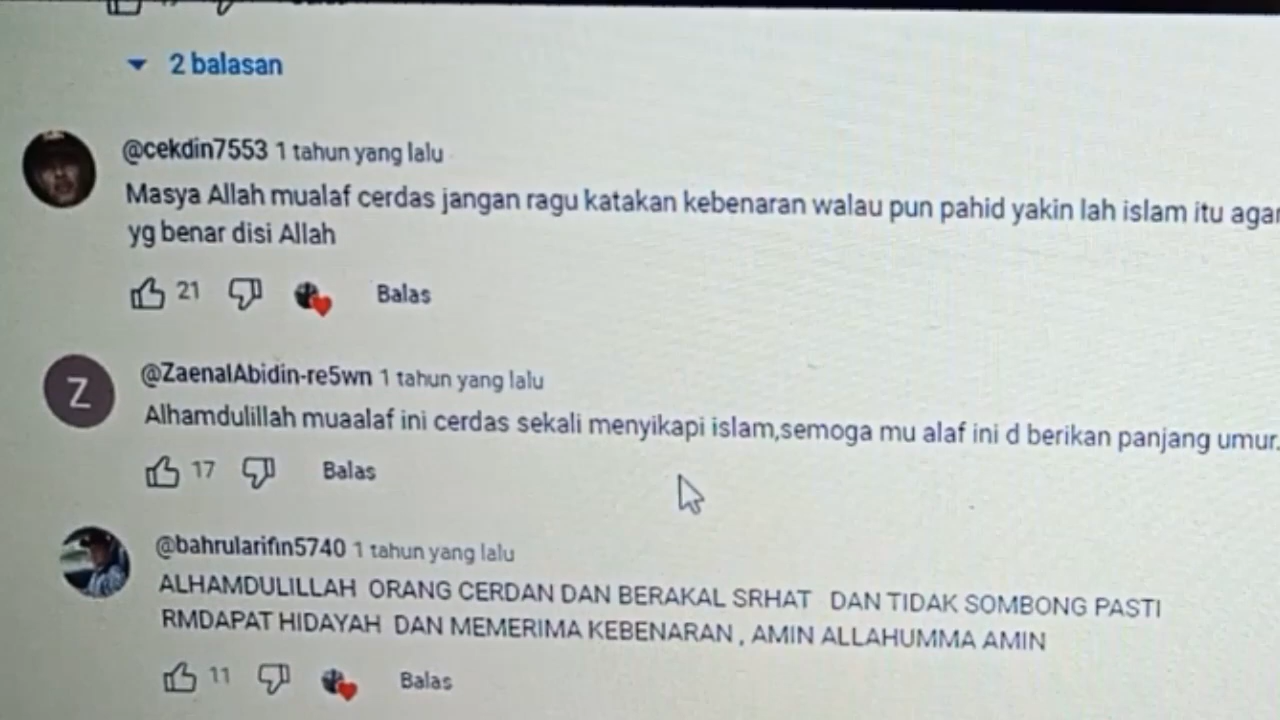 2 balasan
@cekdin7553 1 tahun yang lalu
Masya Allah mualaf cerdas jangan ragu katakan kebenaran walau pun pahid yakin lah islam itu
yg benar disi Allah
21 Balas
Z
@ZaenalAbidin-re5wn 1 tahun yang lalu
Alhamdulillah muaalaf ini cerdas sekali menyikapi islam,semoga mu alaf ini d berikan panjang umur.
17 Balas
@bahrularifin5740 1 tahun yang lalu
ALHAMDULILLAH ORANG CERDAN DAN BERAKAL SRHAT DAN TIDAK SOMBONG PASTI
RMDAPAT HIDAYAH DAN MEMERIMA KEBENARAN , AMIN ALLAHUMMA AMIN
11 Balas